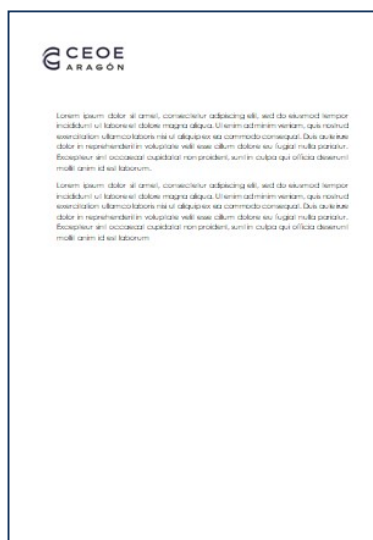 CEOE
ARAGÓN
Lorem ipsum dolor sit amet, consectetur adipiscing elit, sed do eiusmod tempor
incididunt ut labore et dolore magna aliqua. Ut enim ad minim veniam, quis nostrud
exercitation ullamco laboris nisi ut aliquip ex ea commodo consequat. Duis aute irure
dolor in reprehenderit in voluptate velit esse cillum dolore eu fugiat nulla pariatur.
Excepteur sint occaecat cupidatat non proident, sunt in culpa qui officia deserunt
mollit anim id est laborum.
Lorem ipsum dolor sit amet, consectetur adipiscing elit, sed do eiusmod tempor
incididunt ut labore et dolore magna aliqua. Ut enim ad minim veniam, quis nostrud
exercitation ullamco laboris nisi ut aliquip ex ea commodo consequat. Duis aute irure
dolor in reprehenderit in voluptate velit esse cillum dolore eu fugiat nulla pariatur.
Excepteur sint occaecat cupidatat non proident, sunt in culpa qui officia deserunt
mollit anim id est laborum